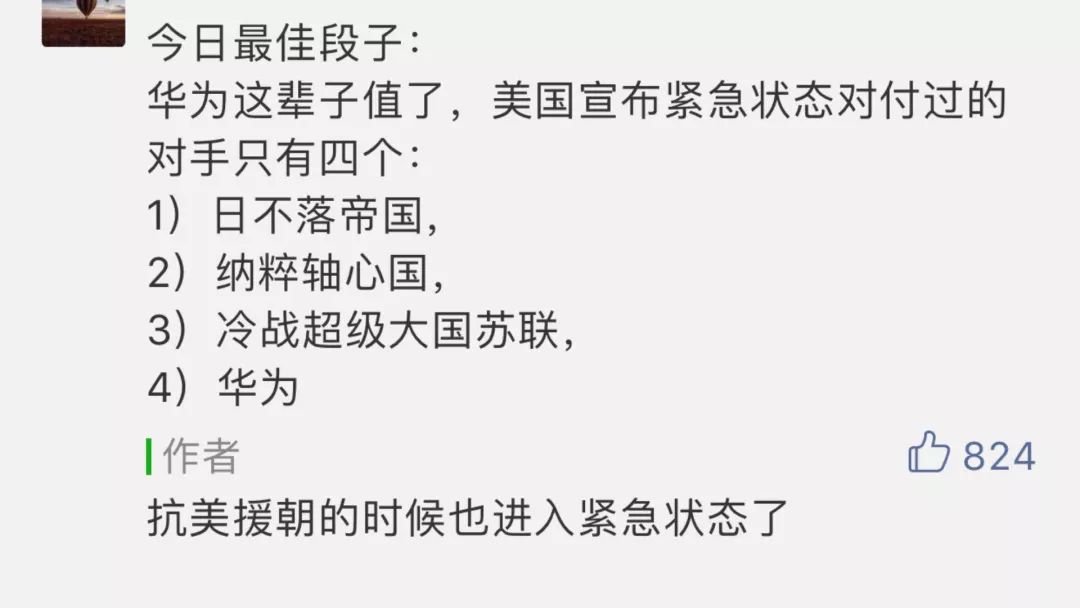 今日最佳段子：
华为这辈子值了，美国宣布紧急状态对付过的
对手只有四个：
1）日不落帝国，
2）纳粹轴心国，
3）冷战超级大国苏联，
4）华为
作者
824
抗美援朝的时候也进入紧急状态了